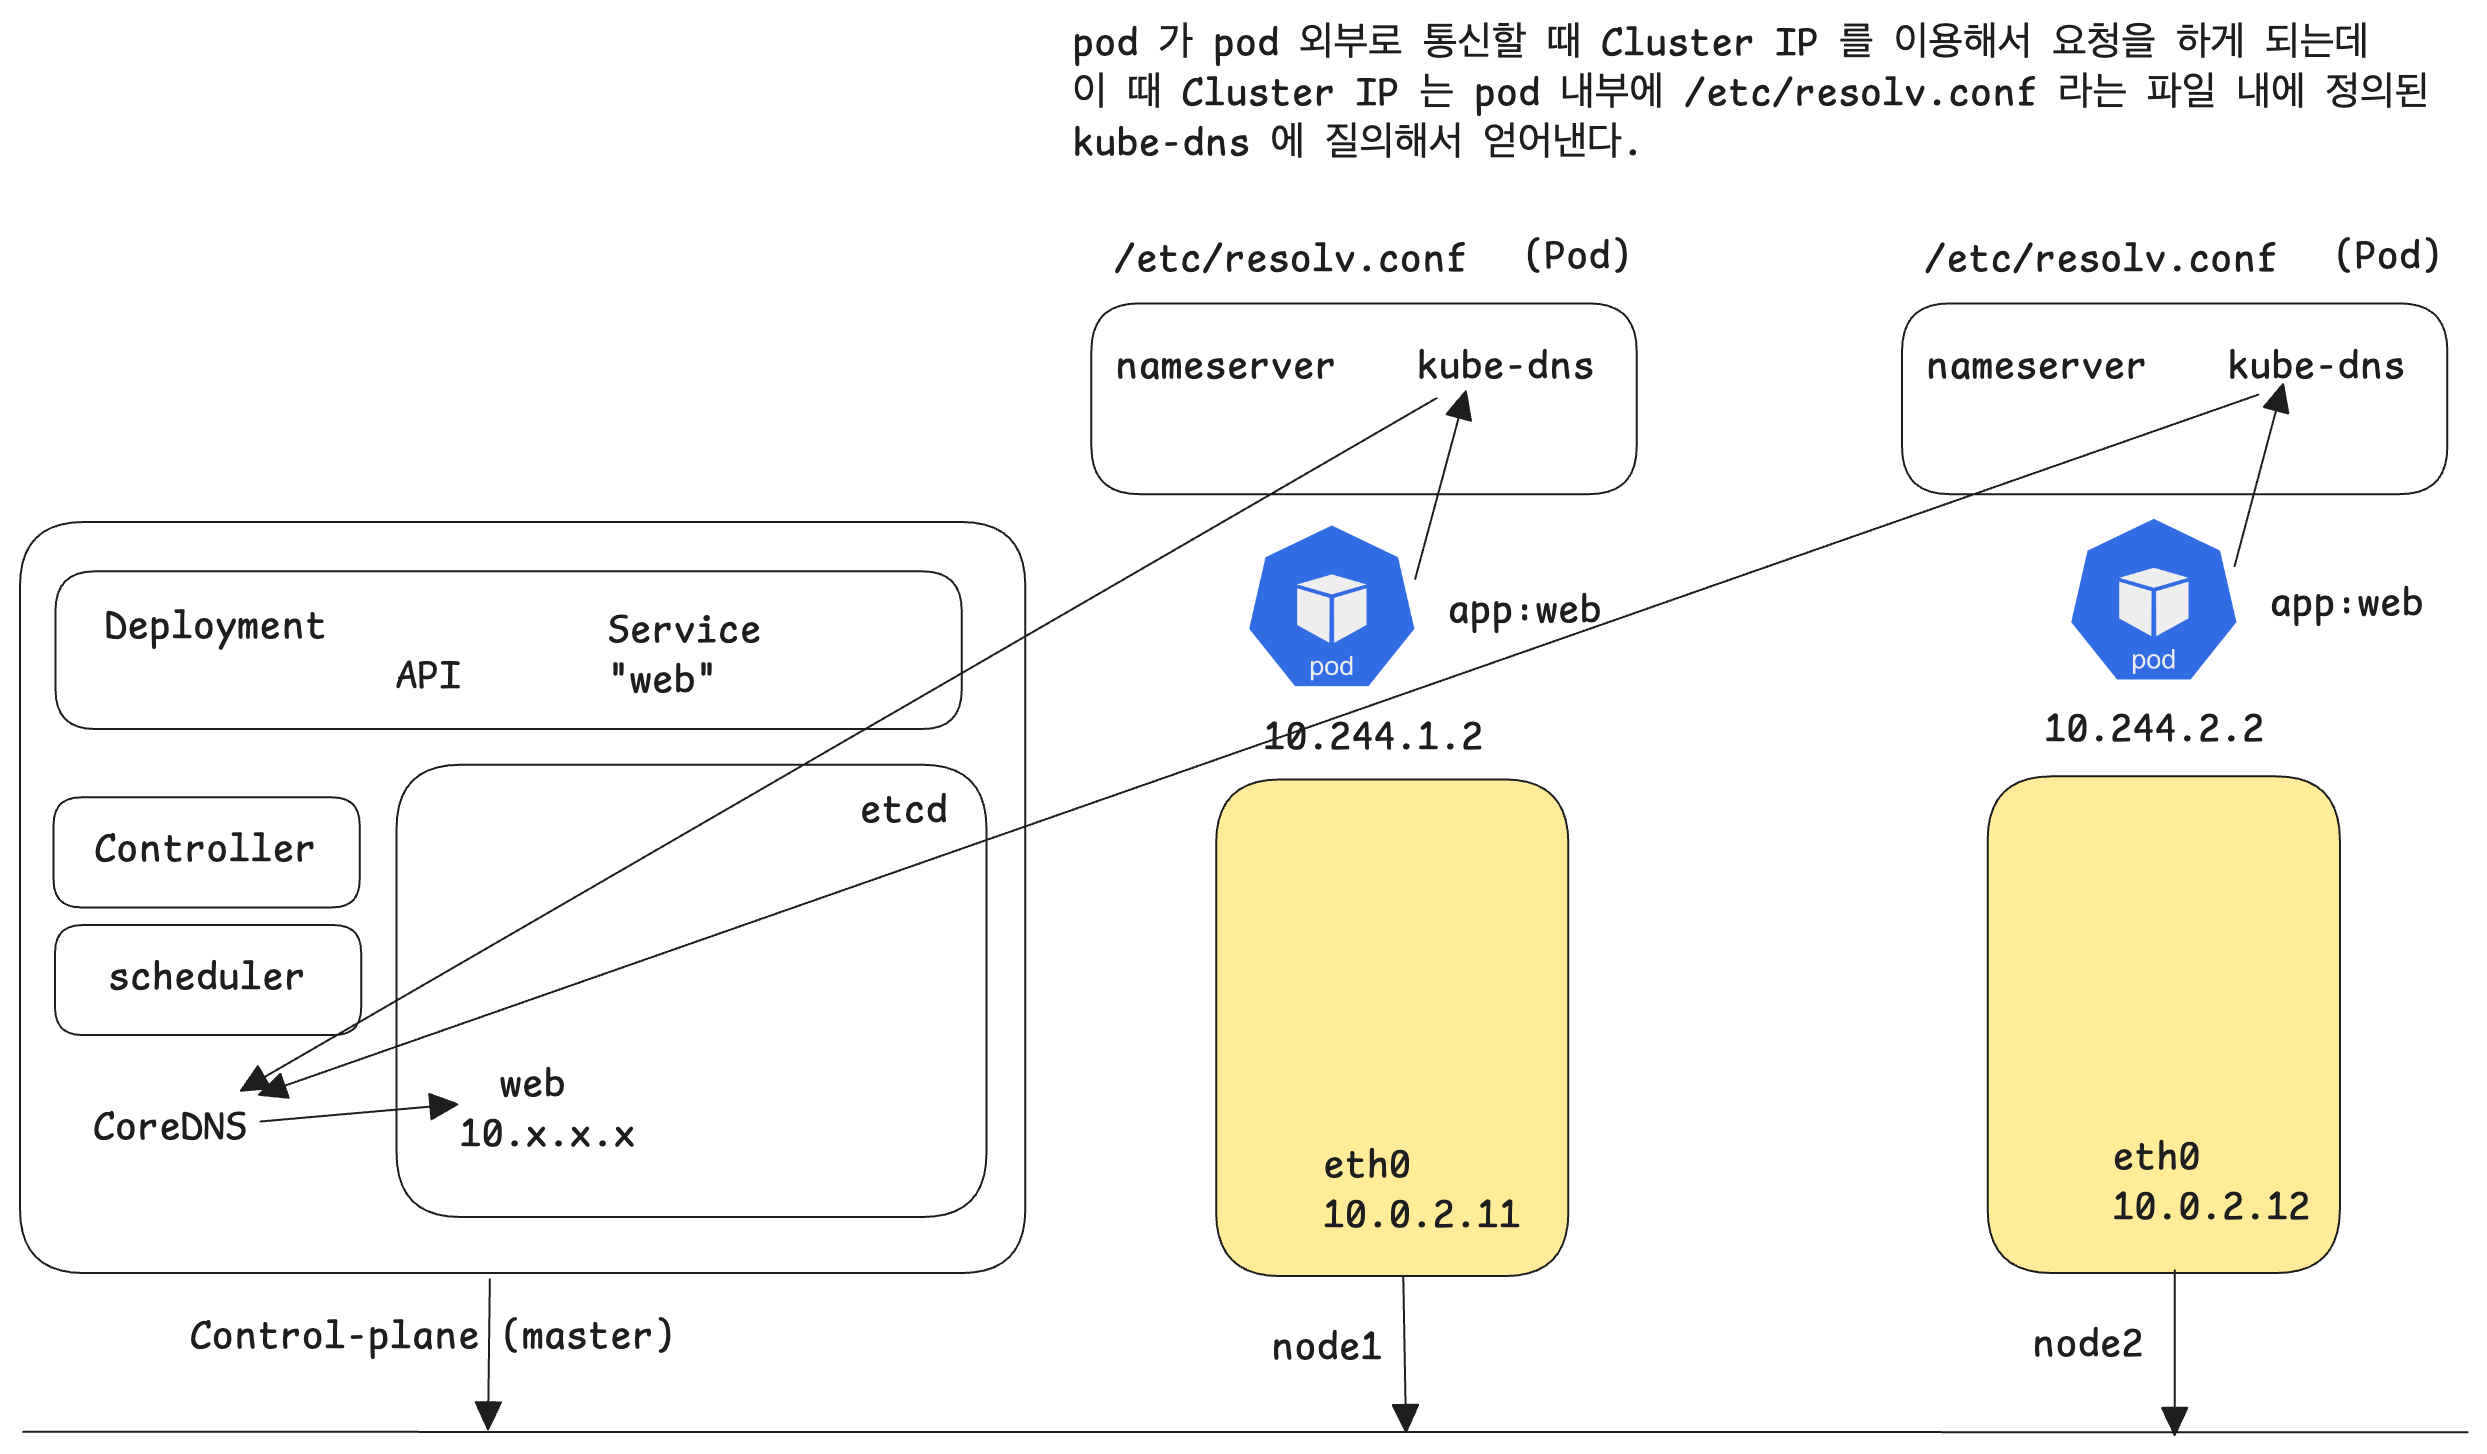 pod 가 pod 외부로 통신할 때 Cluster IP 를 이용해서 요청을 하게 되는데
이 때 Cluster IP 는 pod 내부에 /etc/resolv.conf 라는 파일 내에 정의된
kube-dns 에 질의해서 얻어낸다.
/etc/resolv.conf (Pod)
nameserver kube-dns
/etc/resolv.conf (Pod)
nameserver kube-dns
Deployment
API
Service
"web"
pod
app:web
10.244.1.2
pod
app:web
10.244.2.2
etcd
Controller
scheduler
CoreDNS
web
10.x.x.x
eth0
10.0.2.11
eth0
10.0.2.12
Control-plane (master)
node1
node2